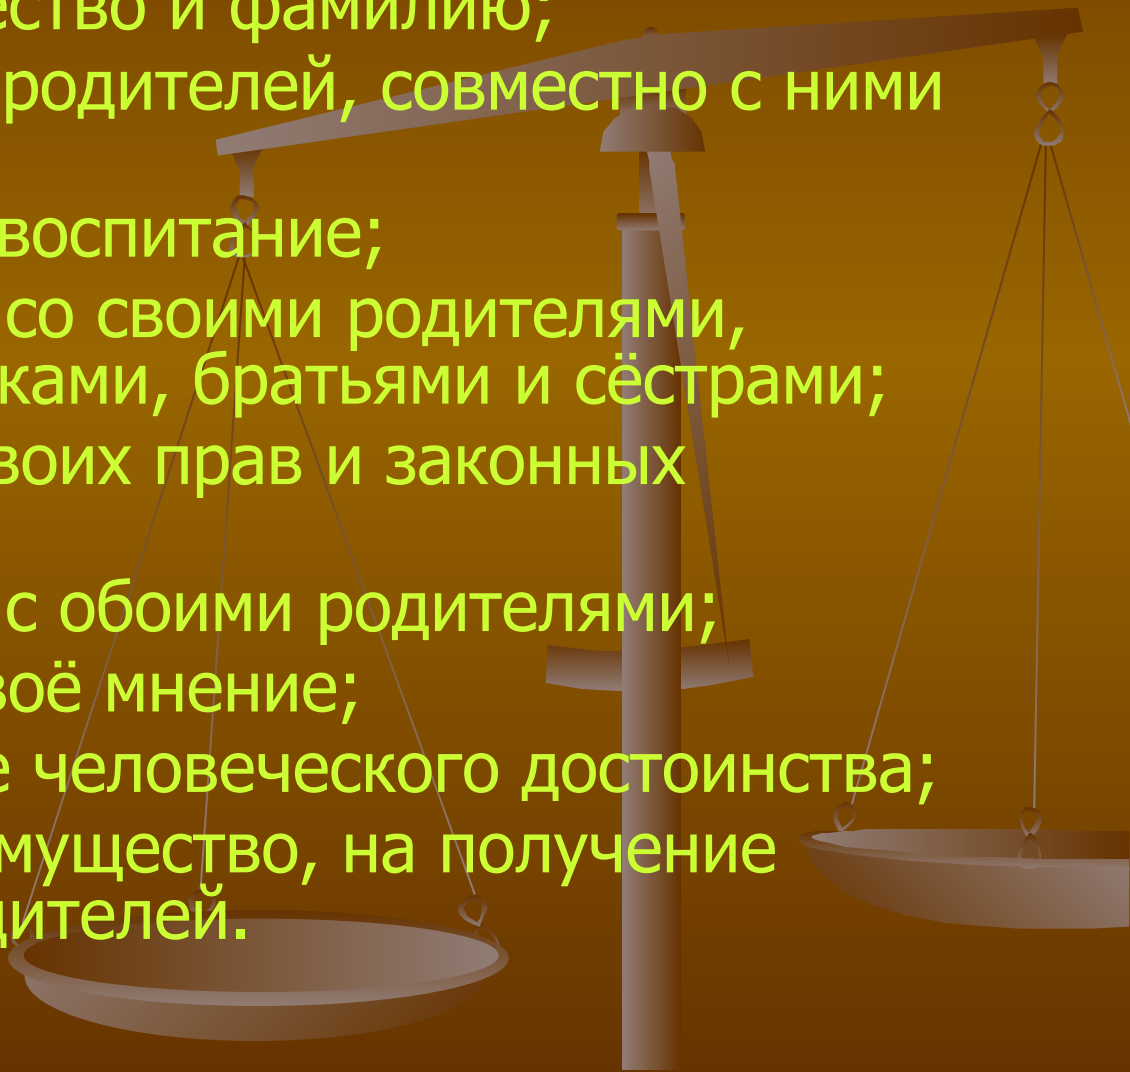 ество и фамилию;
родителей, совместно с ними
воспитание;
со своими родителями,
ками, братьями и сёстрами;
воих прав и законных
с обоими родителями;
воё мнение;
е человеческого достоинства;
мущество, на получение
дителей.